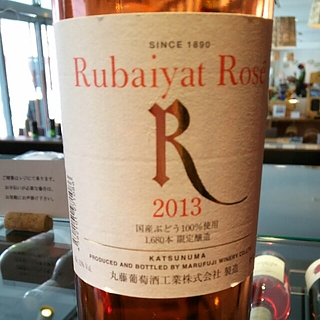 SINCE 1890
Rubaiyat Rosé
R
2013
国産ぶどう100%使用
1,680本 限定醸造
KATSUNUMA
PRODUCED AND BOTTLED BY MARUFUJI WINERY
丸藤葡萄酒工業株式会社 製造